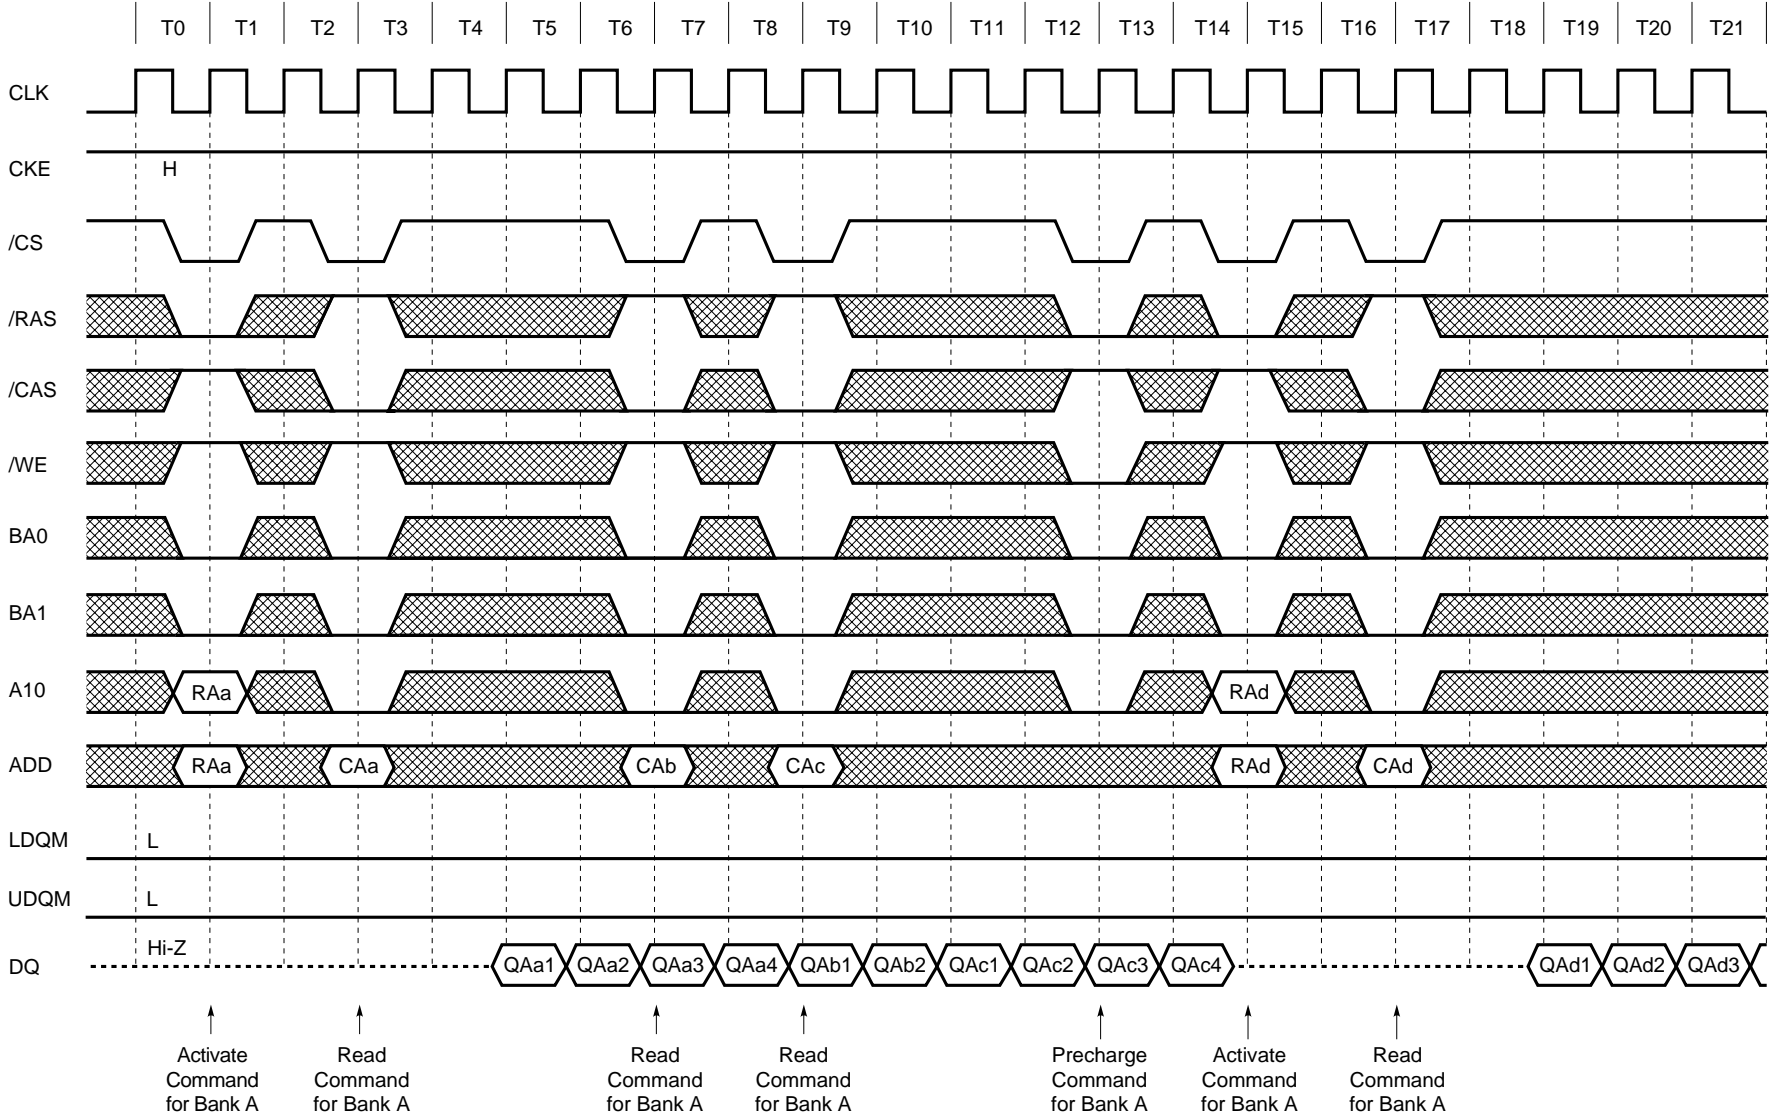 T0 T1 T2 T3 T4 T5 T6 T7 T8 T9 T10 T11 T12 T13 T14 T15 T16 T17 T18 T19 T20 T21
CLK
CKE H
/CS
/RAS
/CAS
/WE
BA0
BA1
A10 RAa RAd
ADD RAa CAa CAb CAc RAd CAd
LDQM L
UDQM L
DQ Hi-Z QAa1 QAa2 QAa3 QAa4 QAb1 QAb2 QAc1 QAc2 QAc3 QAc4 QAd1 QAd2 QAd3
Activate
Command
for Bank A
Read
Command
for Bank A
Read
Command
for Bank A
Read
Command
for Bank A
Precharge
Command
for Bank A
Activate
Command
for Bank A
Read
Command
for Bank A